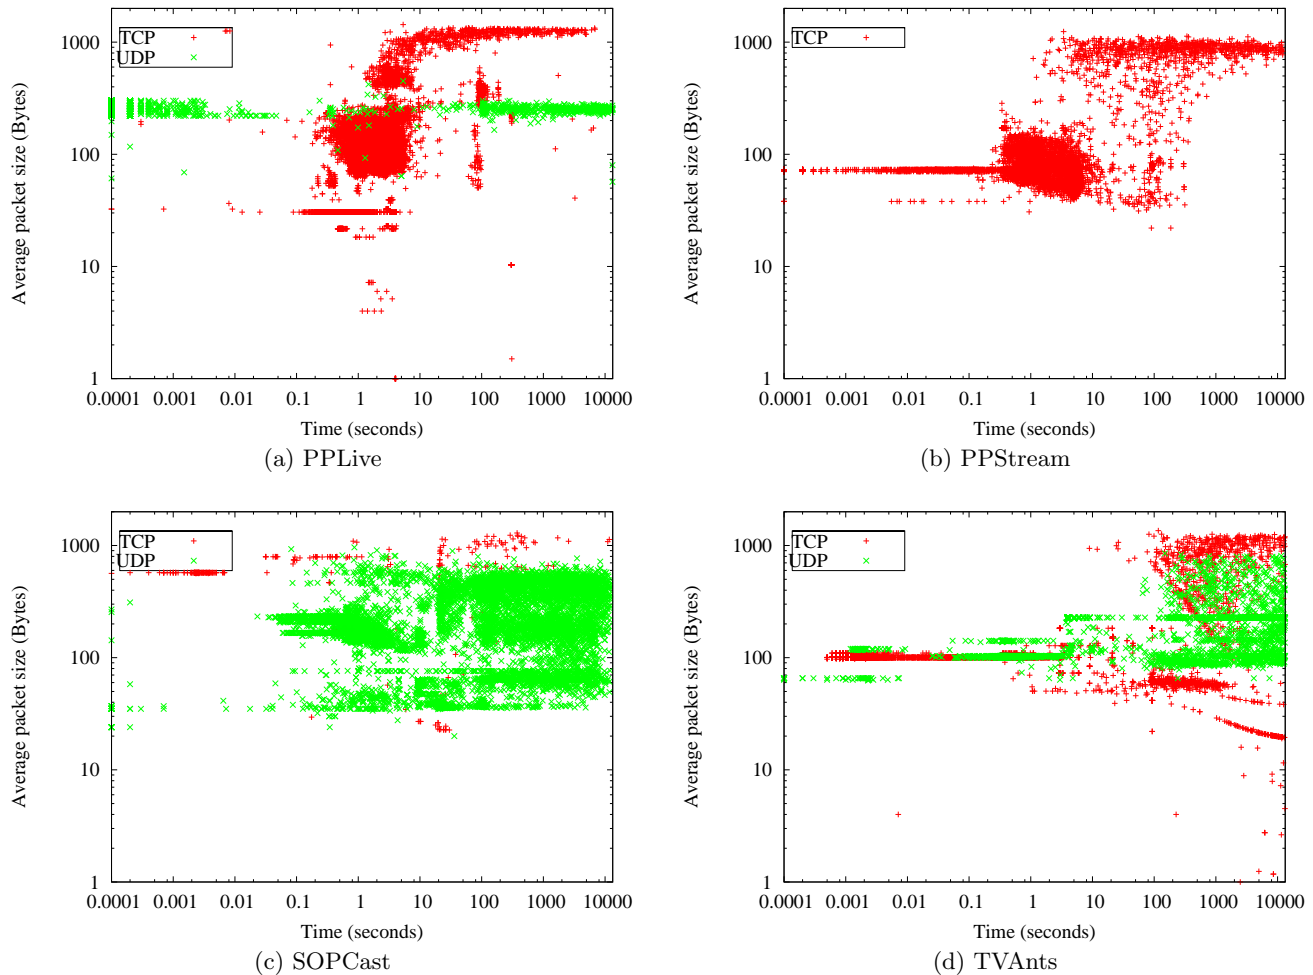 1000
100
10
1
0.0001 0.001 0.01 0.1 1 10 100 1000 10000
Average packet size (Bytes)
Time (seconds)
TCP
UDP
(a) PPLive
1000
100
10
1
0.0001 0.001 0.01 0.1 1 10 100 1000 10000
Average packet size (Bytes)
Time (seconds)
TCP
(b) PPStream
1000
100
10
1
0.0001 0.001 0.01 0.1 1 10 100 1000 10000
Average packet size (Bytes)
Time (seconds)
TCP
UDP
(c) SOPCast
1000
100
10
1
0.0001 0.001 0.01 0.1 1 10 100 1000 10000
Average packet size (Bytes)
Time (seconds)
TCP
UDP
(d) TVAnts